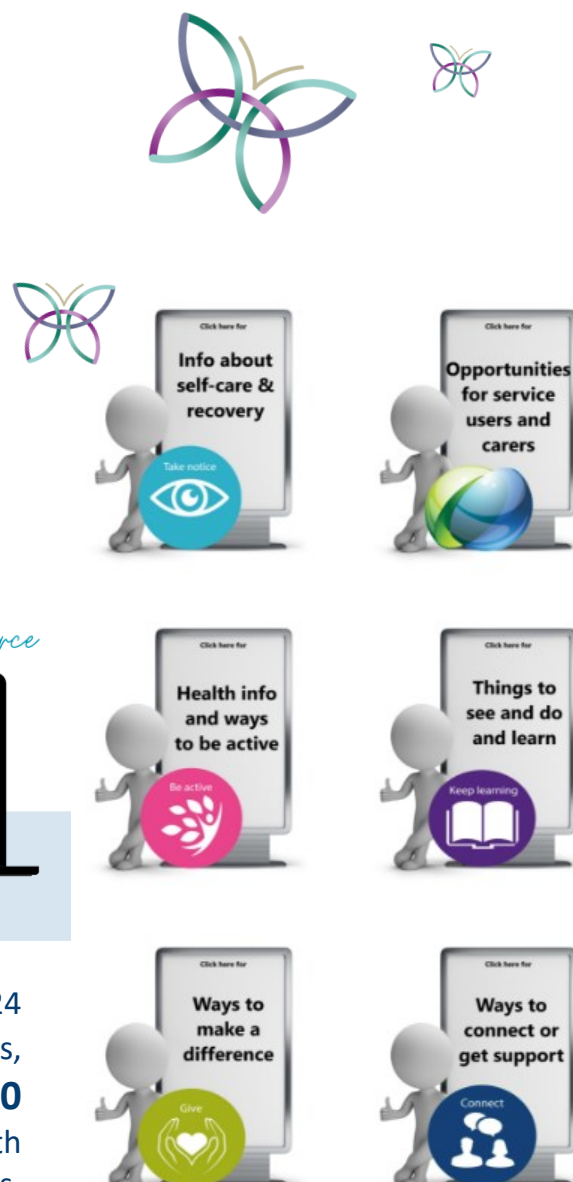 Click here for
Info about
self-care &
recovery
Take notice
Click here for
Opportunities
for service
users and
carers
Click here for
Health info
and ways
to be active
Be active
Click here for
Things to
see and do
and learn
Keep learning
Click here for
Ways to
make a
difference
Give
Click here for
Ways to
connect or
get support
Connect
24
s,
0
th